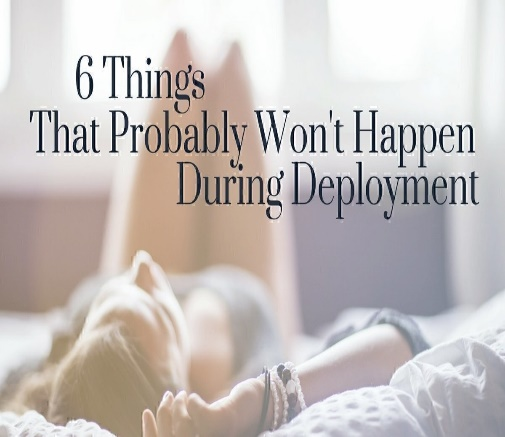 6 Things
That Probably Won't Happen
During Deployment